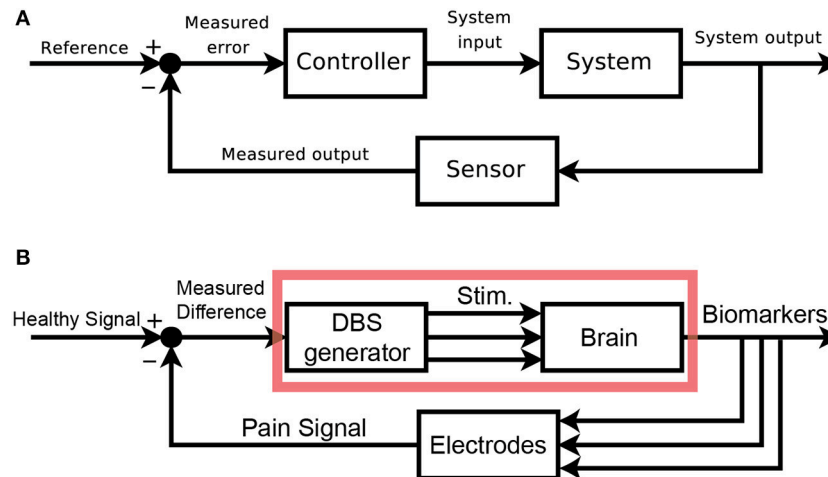 A
Reference
+
−
Measured
error
Controller
System
input
System
System output
Measured output
Sensor
B
Healthy Signal
+
−
Measured
Difference
DBS
generator
Stim.
Brain
Biomarkers
Pain Signal
Electrodes